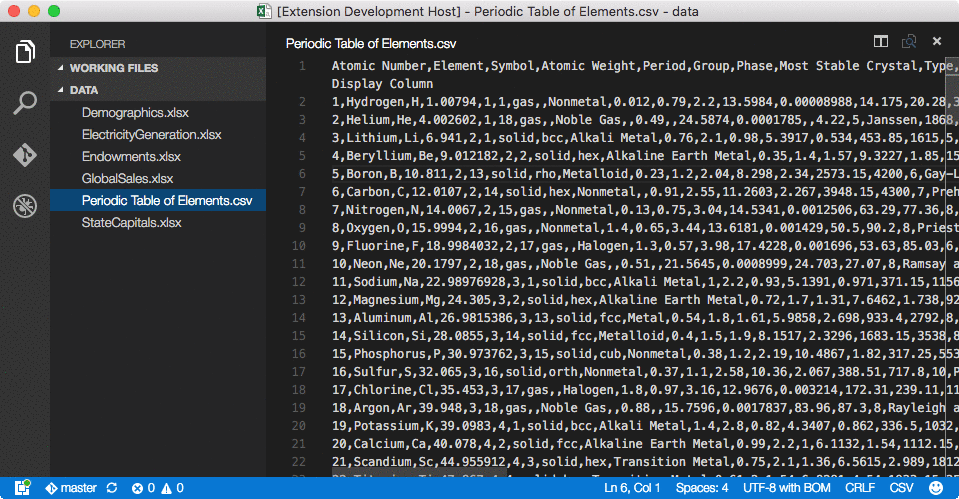 [Extension Development Host] - Periodic Table of Elements.csv - data
EXPLORER
WORKING FILES
DATA
Demographics.xlsx
ElectricityGeneration.xlsx
Endowments.xlsx
GlobalSales.xlsx
Periodic Table of Elements.csv
StateCapitals.xlsx
Periodic Table of Elements.csv
1 Atomic Number,Element,Symbol,Atomic Weight,Period,Group,Phase,Most Stable Crystal,Type,
Display Column
2 1,Hydrogen,H,1.00794,1,1,gas,,Nonmetal,0.012,0.79,2.2,13.5984,0.00008988,14.175,20.28,3
3 2,Helium,He,4.002602,1,18,gas,,Noble Gas,,0.49,,24.5874,0.0001785,,4.22,5,Janssen,1868,
4 3,Lithium,Li,6.941,2,1,solid,bcc,Alkali Metal,0.76,2.1,0.98,5.3917,0.534,453.85,1615,5,
5 4,Beryllium,Be,9.012182,2,2,solid,hex,Alkaline Earth Metal,0.35,1.4,1.57,9.3227,1.85,15
6 5,Boron,B,10.811,2,13,solid,rho,Metalloid,0.23,1.2,2.04,8.298,2.34,2573.15,4200,6,Gay-L
7 6,Carbon,C,12.0107,2,14,solid,hex,Nonmetal,,0.91,2.55,11.2603,2.267,3948.15,4300,7,Preh
8 7,Nitrogen,N,14.0067,2,15,gas,,Nonmetal,0.13,0.75,3.04,14.5341,0.0012506,63.29,77.36,8,
9 8,Oxygen,O,15.9994,2,16,gas,,Nonmetal,1.4,0.65,3.44,13.6181,0.001429,50.5,90.2,8,Priest
10 9,Fluorine,F,18.9984032,2,17,gas,,Halogen,1.3,0.57,3.98,17.4228,0.001696,53.63,85.03,6,
11 10,Neon,Ne,20.1797,2,18,gas,,Noble Gas,,0.51,,21.5645,0.0008999,24.703,27.07,8,Ramsay a
12 11,Sodium,Na,22.98976928,3,1,solid,bcc,Alkali Metal,1,2.2,0.93,5.1391,0.971,371.15,1156
13 12,Magnesium,Mg,24.305,3,2,solid,hex,Alkaline Earth Metal,0.72,1.7,1.31,7.6462,1.738,92
14 13,Aluminum,Al,26.9815386,3,13,solid,fcc,Metal,0.54,1.8,1.61,5.9858,2.698,933.4,2792,8,
15 14,Silicon,Si,28.0855,3,14,solid,fcc,Metalloid,0.4,1.5,1.9,8.1517,2.3296,1683.15,3538,8
16 15,Phosphorus,P,30.973762,3,15,solid,cub,Nonmetal,0.38,1.2,2.19,10.4867,1.82,317.25,553
17 16,Sulfur,S,32.065,3,16,solid,orth,Nonmetal,0.37,1.1,2.58,10.36,2.067,388.51,717.8,10,P
18 17,Chlorine,Cl,35.453,3,17,gas,,Halogen,1.8,0.97,3.16,12.9676,0.003214,172.31,239.11,11
19 18,Argon,Ar,39.948,3,18,gas,,Noble Gas,,0.88,,15.7596,0.0017837,83.96,87.3,8,Rayleigh a
20 19,Potassium,K,39.0983,4,1,solid,bcc,Alkali Metal,1.4,2.8,0.82,4.3407,0.862,336.5,1032,
21 20,Calcium,Ca,40.078,4,2,solid,fcc,Alkaline Earth Metal,0.99,2.2,1,6.1132,1.54,1112.15,
22 21,Scandium,Sc,44.955912,4,3,solid,hex,Transition Metal,0.75,2.1,1.36,6.5615,2.989,1812
master 0 0 Ln 6, Col 1 Spaces: 4 UTF-8 with BOM CRLF CSV